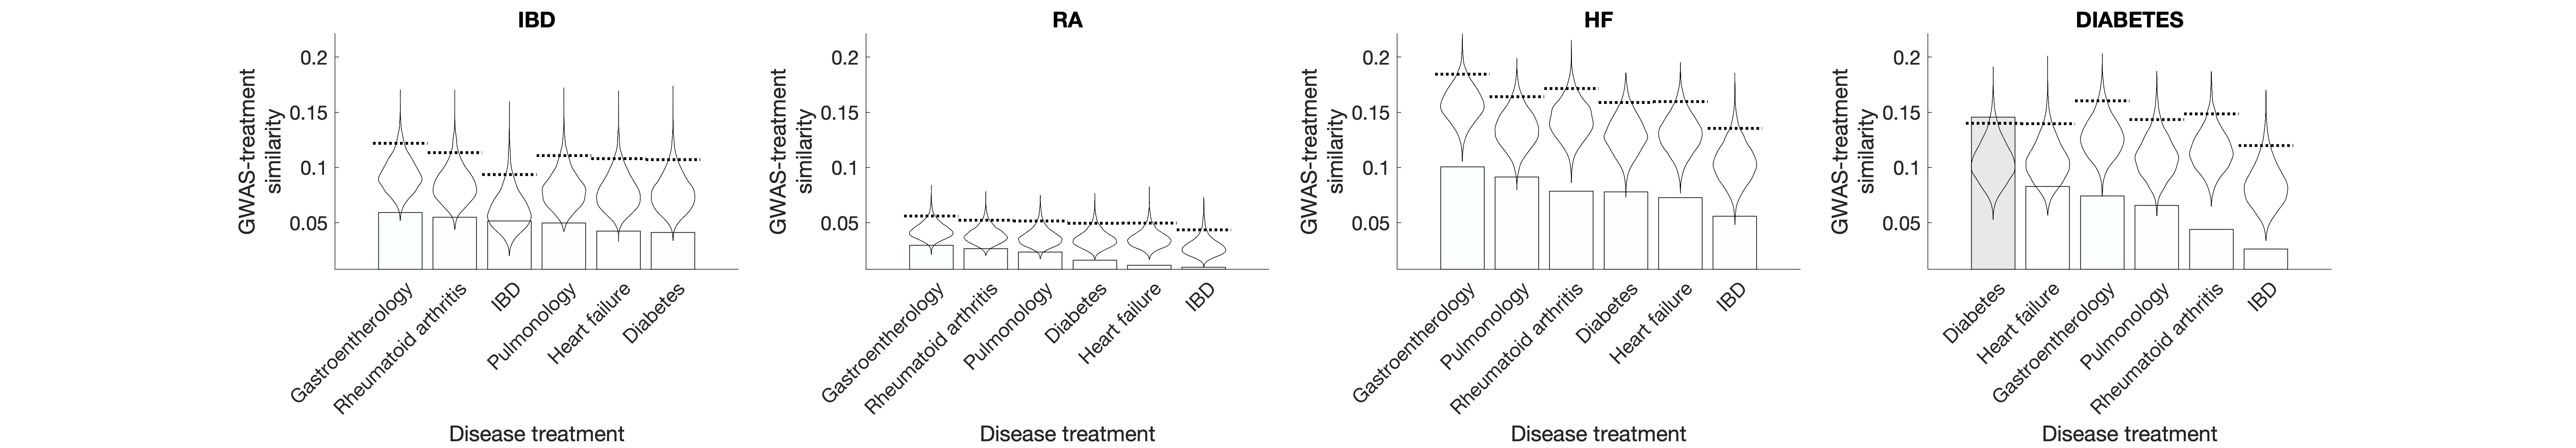 IBD
GWAS-treatment
similarity
0.2
0.15
0.1
0.05
Gastroentherology
Rheumatoid arthritis
IBD
Pulmonology
Heart failure
Diabetes
Disease treatment
RA
GWAS-treatment
similarity
0.2
0.15
0.1
0.05
Gastroentherology
Rheumatoid arthritis
Pulmonology
Diabetes
Heart failure
IBD
Disease treatment
HF
GWAS-treatment
similarity
0.2
0.15
0.1
0.05
Gastroentherology
Pulmonology
Rheumatoid arthritis
Diabetes
Heart failure
IBD
Disease treatment
DIABETES
GWAS-treatment
similarity
0.2
0.15
0.1
0.05
Diabetes
Heart failure
Gastroentherology
Pulmonology
Rheumatoid arthritis
IBD
Disease treatment